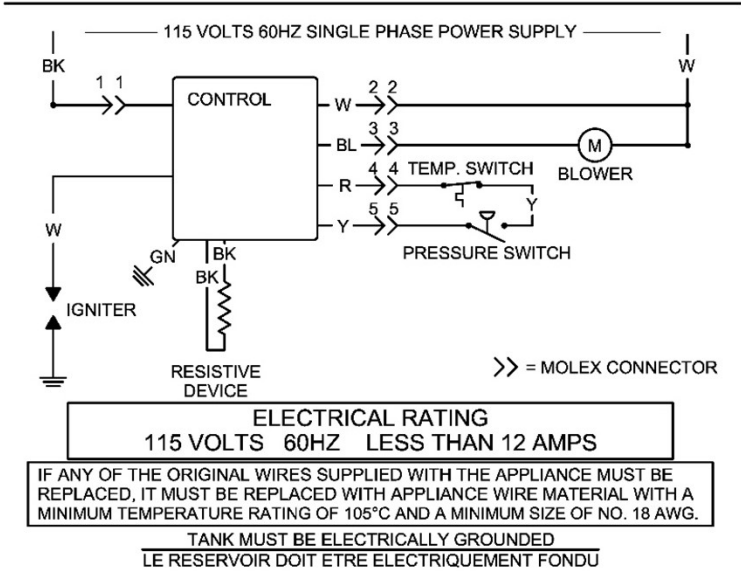 115 VOLTS 60HZ SINGLE PHASE POWER SUPPLY
BK
W
1 1
CONTROL
W
2 2
BL
3 3
M
BLOWER
R
4 4
TEMP. SWITCH
Y
Y
5 5
PRESSURE SWITCH
W
GN
BK
BK
IGNITER
RESISTIVE
DEVICE
= MOLEX CONNECTOR
ELECTRICAL RATING
115 VOLTS 60HZ LESS THAN 12 AMPS
IF ANY OF THE ORIGINAL WIRES SUPPLIED WITH THE APPLIANCE MUST BE
REPLACED, IT MUST BE REPLACED WITH APPLIANCE WIRE MATERIAL WITH A
MINIMUM TEMPERATURE RATING OF 105°C AND A MINIMUM SIZE OF NO. 18 AWG.
TANK MUST BE ELECTRICALLY GROUNDED
LE RESERVOIR DOIT ETRE ELECTRIQUEMENT FONDU